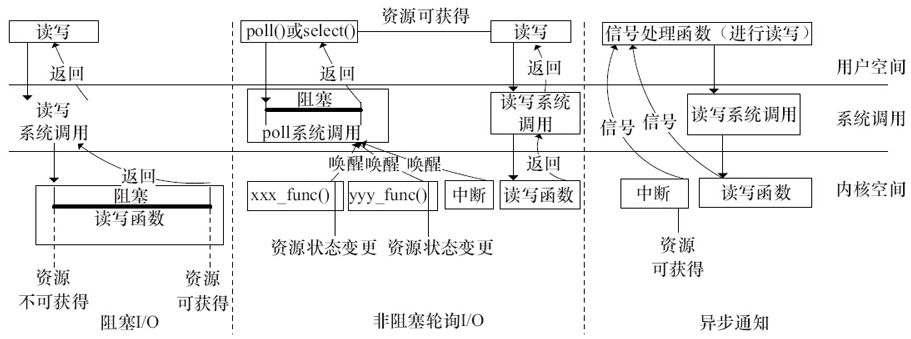 读写
返回
读写
系统调用
返回
阻塞
读写函数
资源
不可获得
资源
可获得
阻塞I/O
poll()或select()
资源可获得
读写
返回
返回
阻塞
poll系统调用
读写系统
调用
唤醒
唤醒
唤醒
返回
xxx_func()
yyy_func()
中断
读写函数
资源状态变更
资源状态变更
非阻塞轮询I/O
信号处理函数（进行读写）
用户空间
读写系统调用
系统调用
信号
信号
内核空间
中断
读写函数
资源
可获得
异步通知